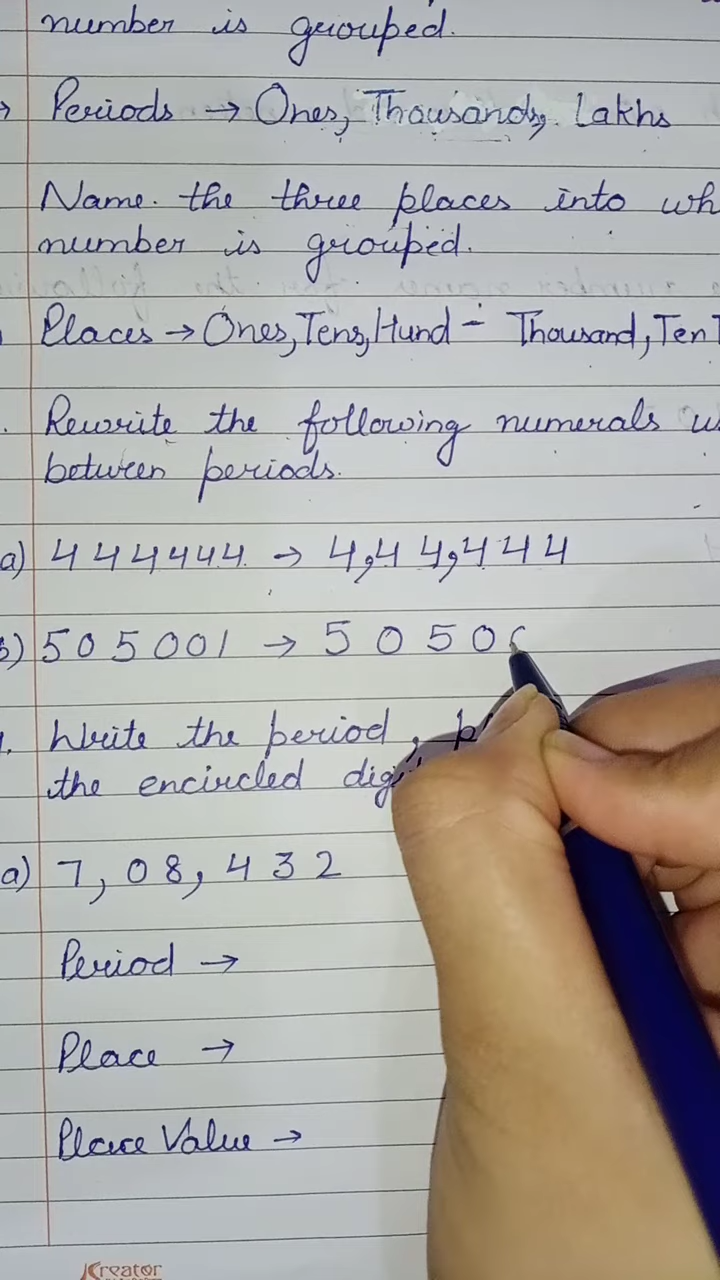 number is grouped.
Periods → Ones, Thousands, Lakhs
Name the three places into
number is grouped.
Places → Ones, Tens, Hund - Thousand, Ten T
Rewrite the following numerals
between periods.
a) 444444 → 4,44,444
b) 505001 → 5050
Write the period,
the encircled
a) 7,08,432
Period →
Place →
Place Value →
Kreator